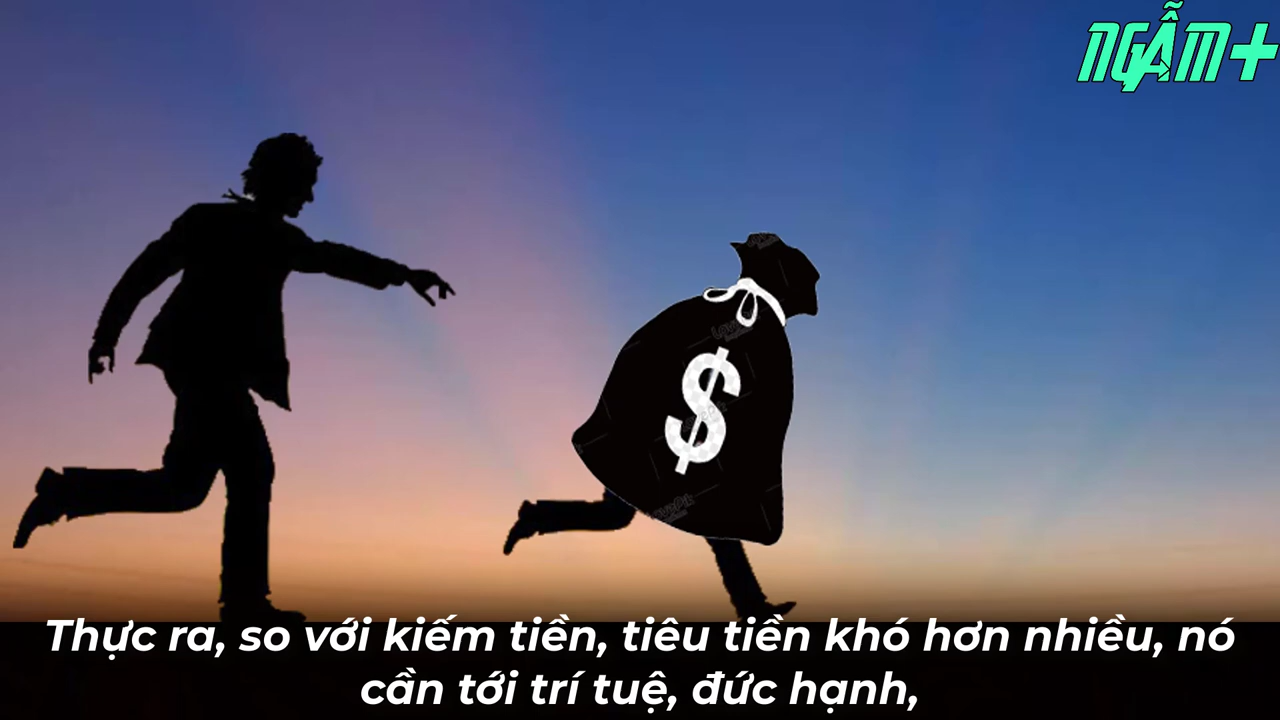 NGẪM+
$
Thực ra, so với kiếm tiền, tiêu tiền khó hơn nhiều, nó
cần tới trí tuệ, đức hạnh,